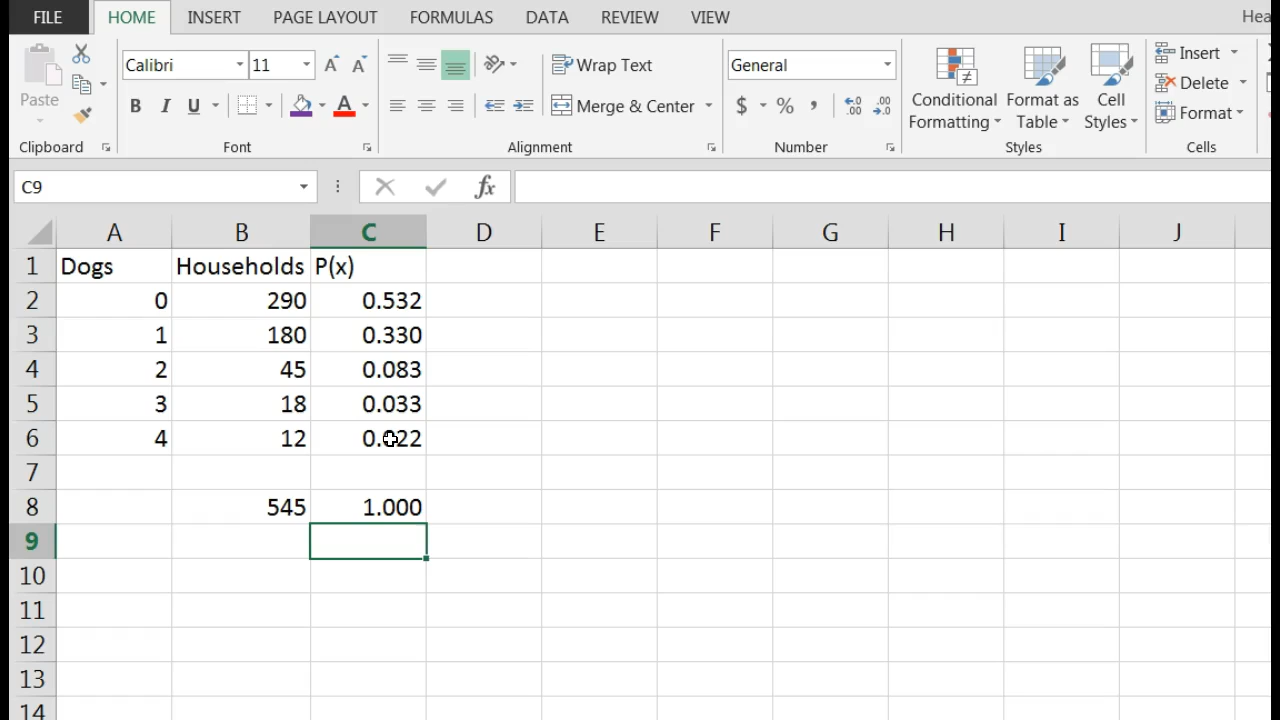 FILE HOME INSERT PAGE LAYOUT FORMULAS DATA REVIEW VIEW Hea
Calibri 11 Wrap Text General Insert
Paste B I U Merge & Center $ % , Conditional Formatting Format as Table Cell Styles Delete
Format
Clipboard Font Alignment Number Styles Cells
C9 fx
A B C D E F G H I J
1 Dogs Households P(x)
2 0 290 0.532
3 1 180 0.330
4 2 45 0.083
5 3 18 0.033
6 4 12 0.022
7
8 545 1.000
9
10
11
12
13
14